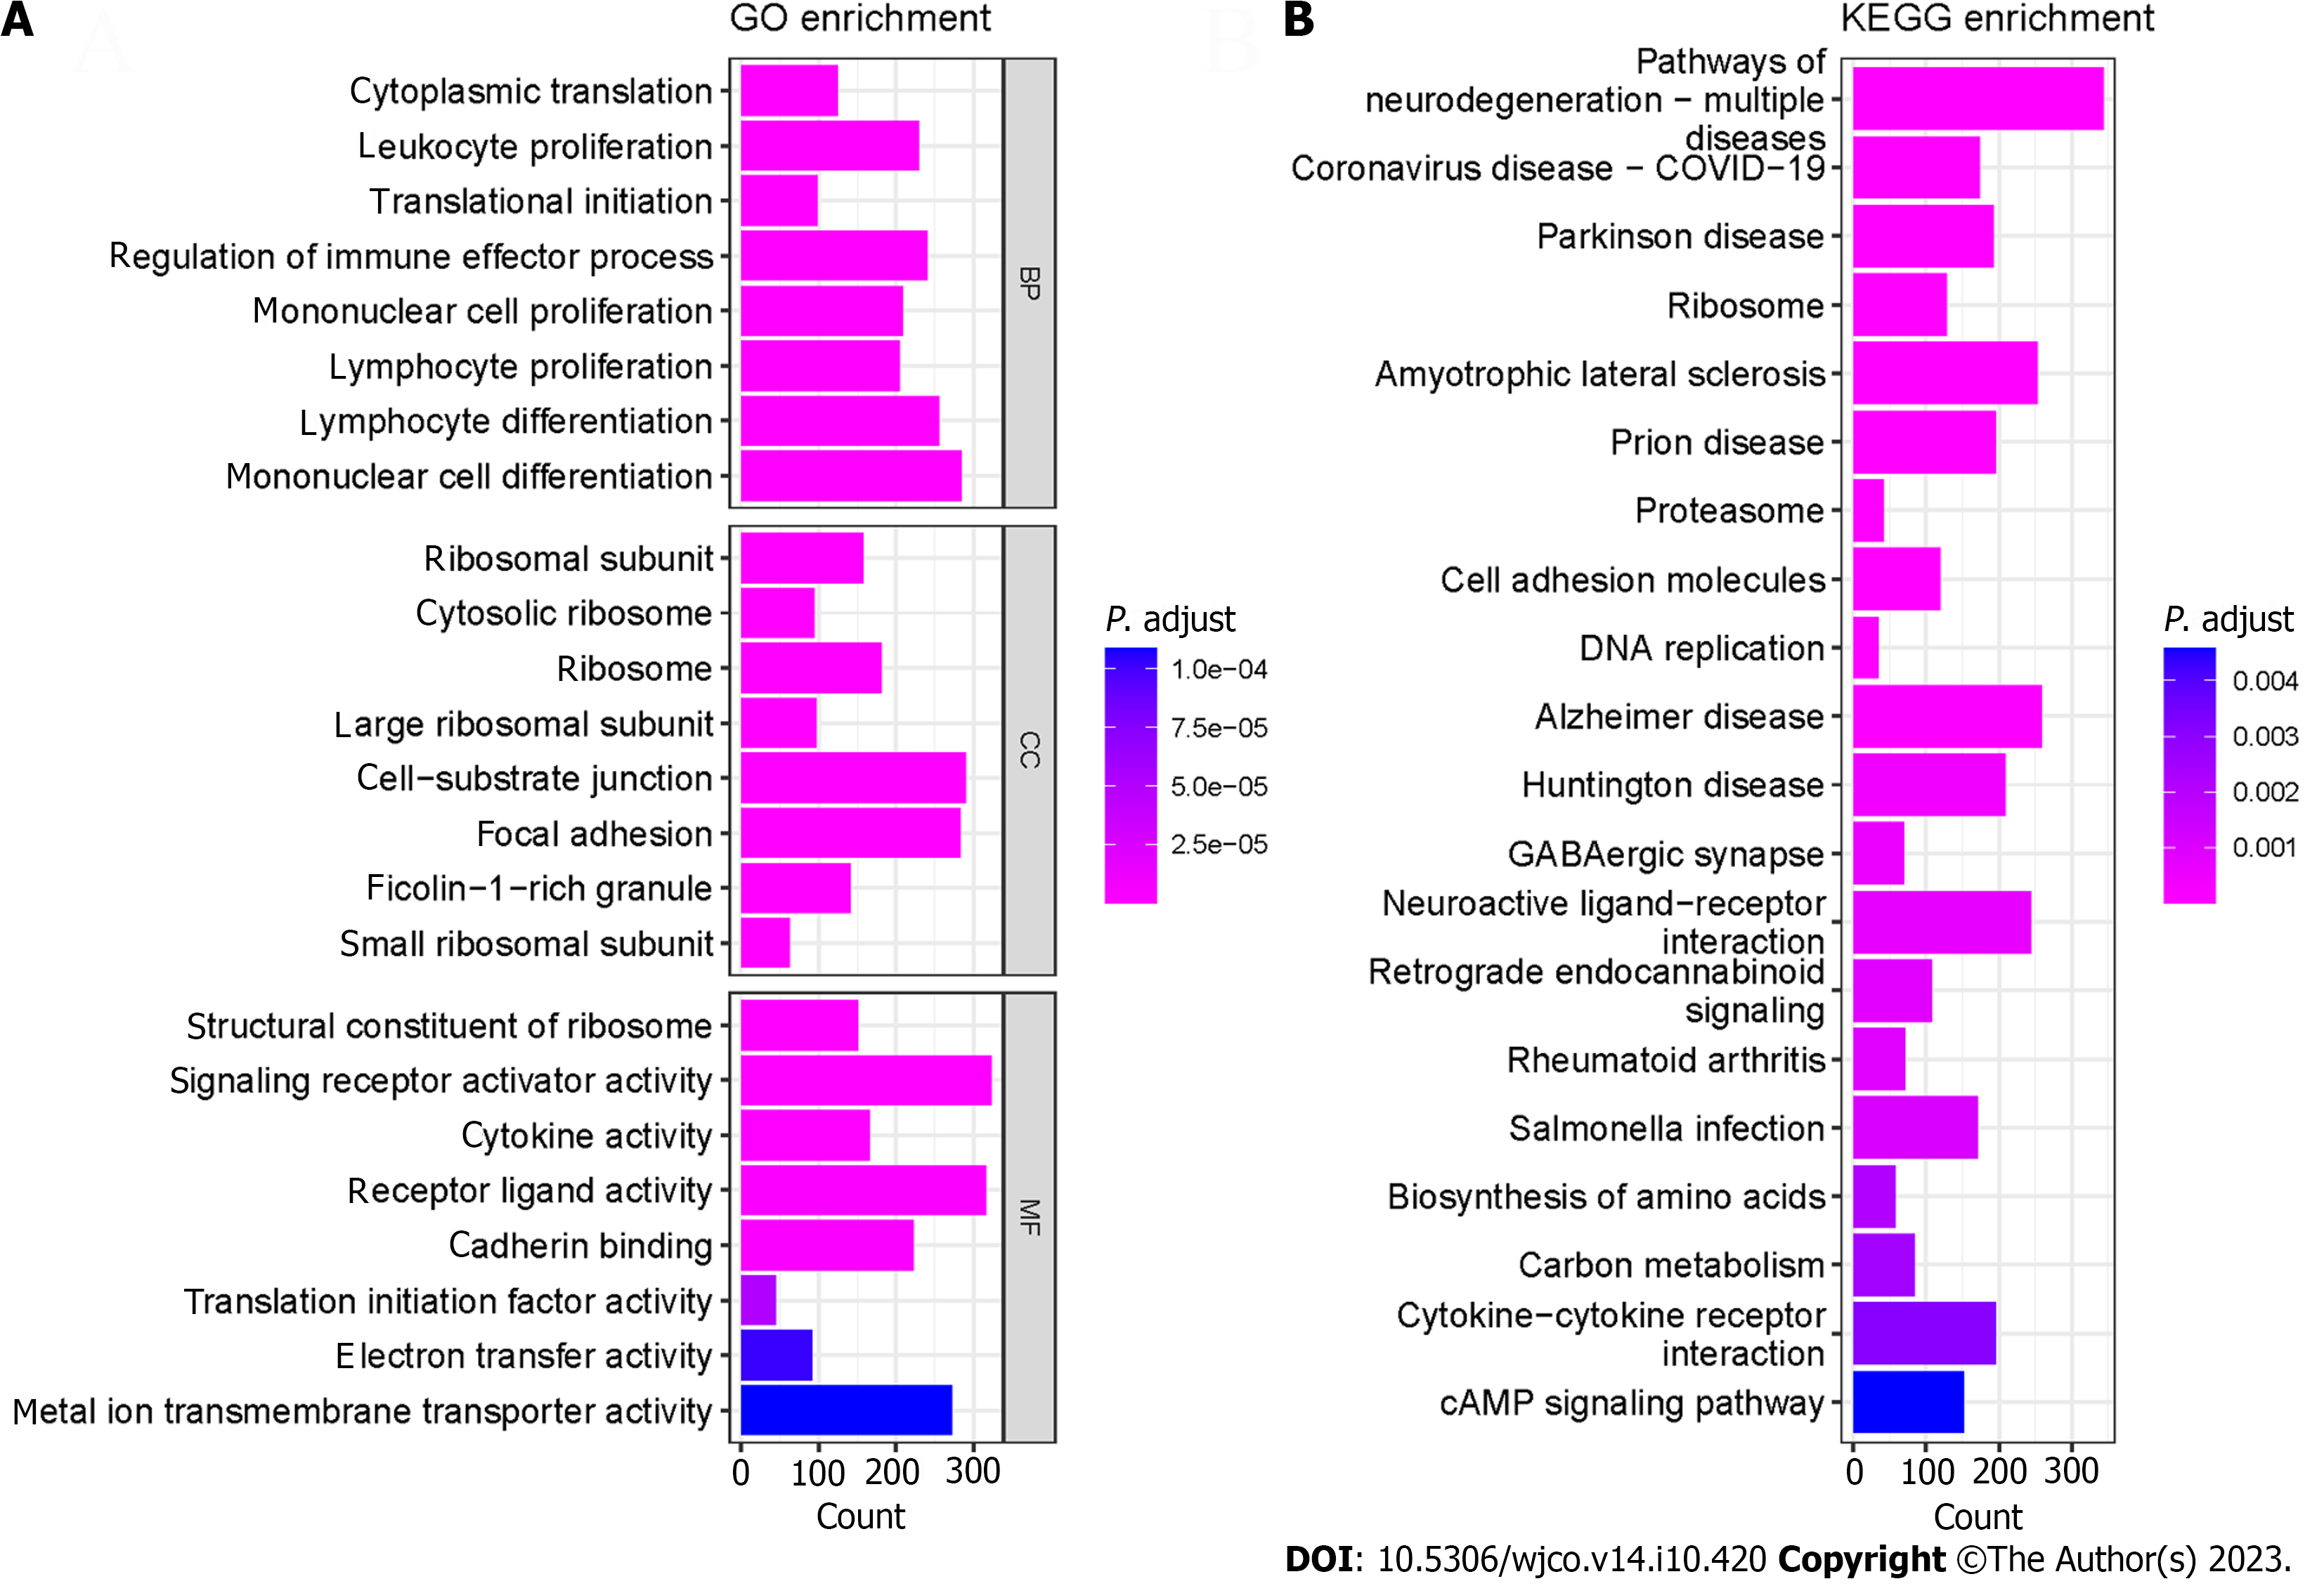 A
GO enrichment
Cytoplasmic translation
Leukocyte proliferation
Translational initiation
Regulation of immune effector process
Mononuclear cell proliferation
Lymphocyte proliferation
Lymphocyte differentiation
Mononuclear cell differentiation
BP
Ribosomal subunit
Cytosolic ribosome
Ribosome
Large ribosomal subunit
Cell−substrate junction
Focal adhesion
Ficolin−1−rich granule
Small ribosomal subunit
CC
Structural constituent of ribosome
Signaling receptor activator activity
Cytokine activity
Receptor ligand activity
Cadherin binding
Translation initiation factor activity
Electron transfer activity
Metal ion transmembrane transporter activity
MF
0 100 200 300
Count
P. adjust
1.0e−04
7.5e−05
5.0e−05
2.5e−05
B
KEGG enrichment
Pathways of
neurodegeneration − multiple
diseases
Coronavirus disease − COVID−19
Parkinson disease
Ribosome
Amyotrophic lateral sclerosis
Prion disease
Proteasome
Cell adhesion molecules
DNA replication
Alzheimer disease
Huntington disease
GABAergic synapse
Neuroactive ligand−receptor
interaction
Retrograde endocannabinoid
signaling
Rheumatoid arthritis
Salmonella infection
Biosynthesis of amino acids
Carbon metabolism
Cytokine−cytokine receptor
interaction
cAMP signaling pathway
0 100 200 300
Count
P. adjust
0.004
0.003
0.002
0.001
DOI: 10.5306/wjco.v14.i10.420 Copyright ©The Author(s) 2023.